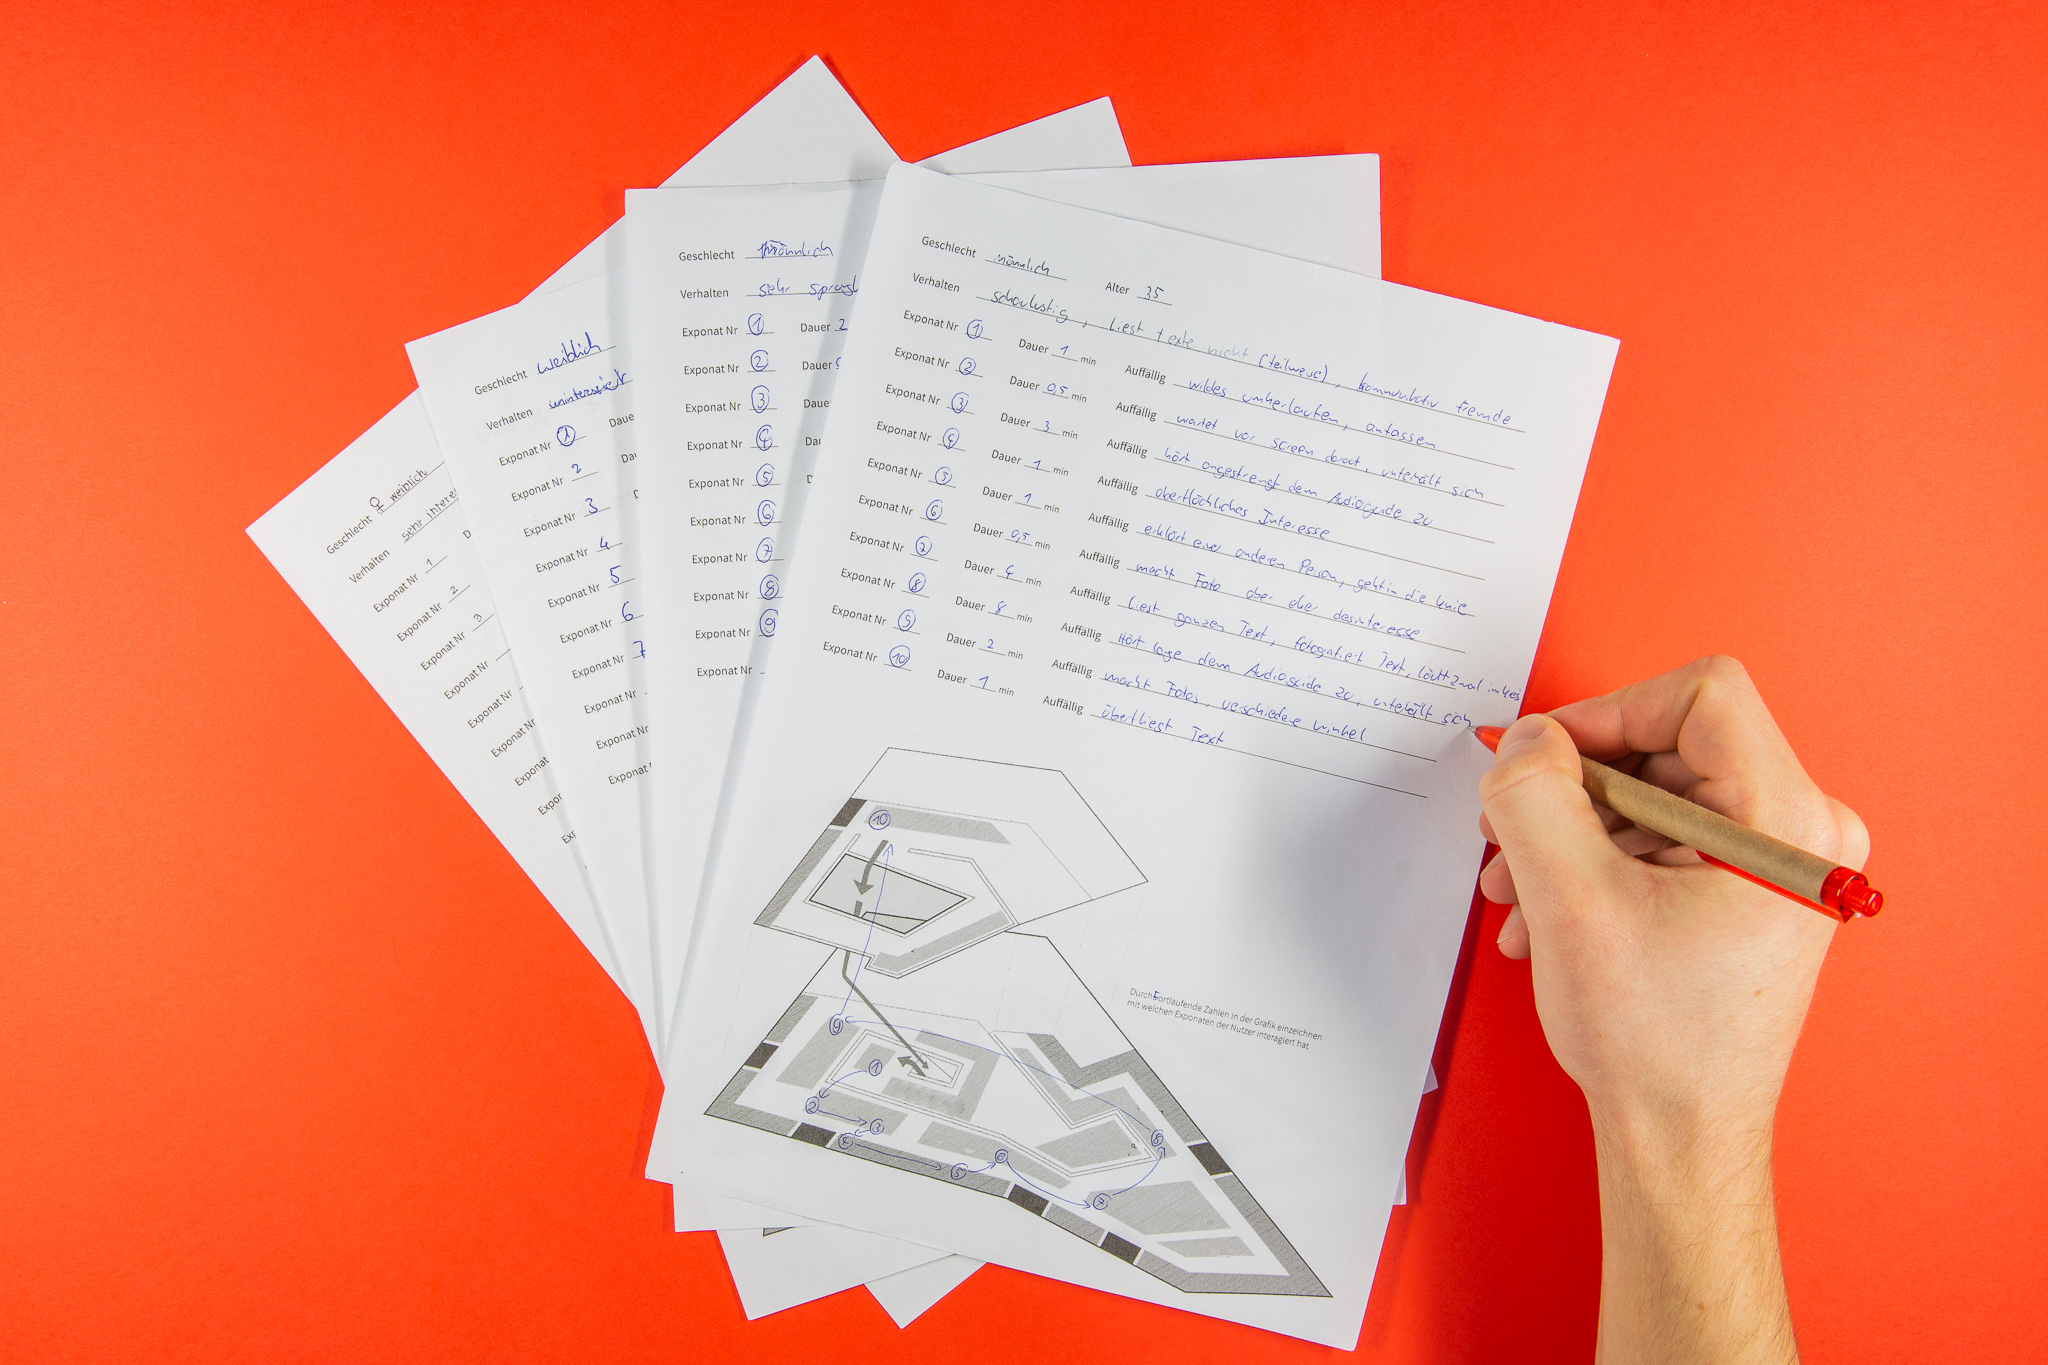 Geschlecht ♀ weiblich
Verhalten sehr interes
Exponat Nr 1
Exponat Nr 2
Exponat Nr 3
Exponat Nr
Exponat Nr
Exponat Nr
Exponat
Expor
Ex
Geschlecht weiblich
Verhalten uninteressiert
Exponat Nr 1 Daue
Exponat Nr 2 Da
Exponat Nr 3 D
Exponat Nr 4
Exponat Nr 5
Exponat Nr 6
Exponat Nr 7
Exponat Nr
Exponat Nr
Exponat
Geschlecht männlich
Verhalten sehr
Exponat Nr 1 Dauer 2
Exponat Nr 2 Dauer
Exponat Nr 3 Daue
Exponat Nr 4 Dau
Exponat Nr 5 D
Exponat Nr 6
Exponat Nr 7
Exponat Nr 8
Exponat Nr 9
Exponat Nr
Geschlecht männlich Alter 35
Verhalten schaulustig, liest texte nicht (teilweise), kommunikativ fremde
Exponat Nr 1 Dauer 1 min Auffällig wildes umherlaufen, anfassen
Exponat Nr 2 Dauer 0,5 min Auffällig wartet vor screen darauf, unterhält sich
Exponat Nr 3 Dauer 3 min Auffällig hört angestrengt dem Audioguide zu
Exponat Nr 4 Dauer 1 min Auffällig oberflächliches Interesse
Exponat Nr 5 Dauer 1 min Auffällig erklärt einer anderen Person, geht in die Knie
Exponat Nr 6 Dauer 0,5 min Auffällig macht Foto aber eher desinteresse
Exponat Nr 7 Dauer 4 min Auffällig liest ganzen Text, fotografiert Text, läuft 2 mal im kreis
Exponat Nr 8 Dauer 8 min Auffällig Hört lage dem Audioguide zu, unterhält sich
Exponat Nr 9 Dauer 2 min Auffällig macht Fotos, verschiedene winkel
Exponat Nr 10 Dauer 1 min Auffällig überfliegt Text
10
9
1
2
3
4
5
6
7
8
Durch fortlaufende Zahlen in der Grafik einzeichnen
mit welchen Exponaten der Nutzer interagiert hat